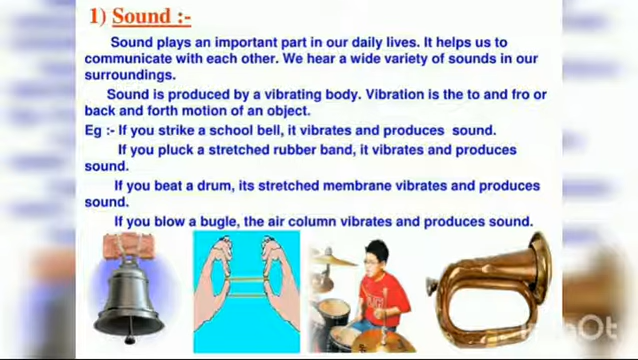 1) Sound :-
Sound plays an important part in our daily lives. It helps us to
communicate with each other. We hear a wide variety of sounds in our
surroundings.
Sound is produced by a vibrating body. Vibration is the to and fro or
back and forth motion of an object.
Eg :- If you strike a school bell, it vibrates and produces sound.
If you pluck a stretched rubber band, it vibrates and produces
sound.
If you beat a drum, its stretched membrane vibrates and produces
sound.
If you blow a bugle, the air column vibrates and produces sound.